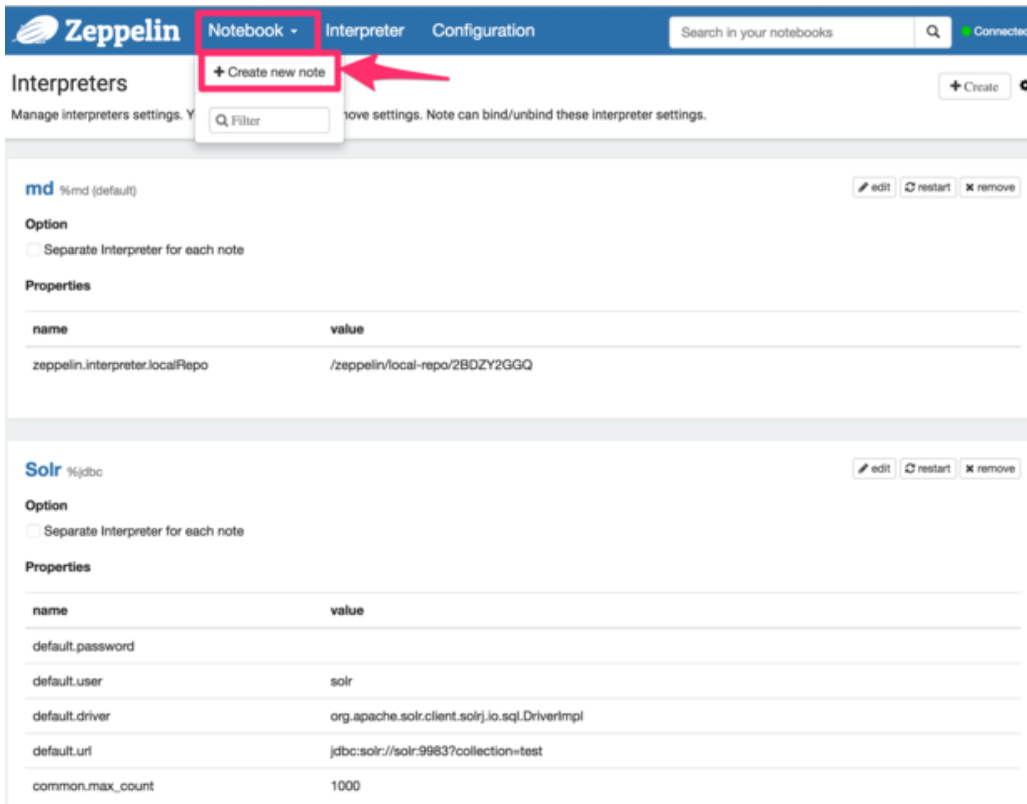 Zeppelin Notebook Interpreter Configuration Search in your notebooks Connected
+ Create new note
Interpreters
+ Create
Manage interpreters settings. Y
Filter
nove settings. Note can bind/unbind these interpreter settings.
md %md (default)
edit restart remove
Option
Separate Interpreter for each note
Properties
name value
zeppelin.interpreter.localRepo /zeppelin/local-repo/2BDZY2GGQ
Solr %jdbc
edit restart remove
Option
Separate Interpreter for each note
Properties
name value
default.password
default.user solr
default.driver org.apache.solr.client.solrj.io.sql.DriverImpl
default.url jdbc:solr://solr:9983?collection=test
common.max_count 1000